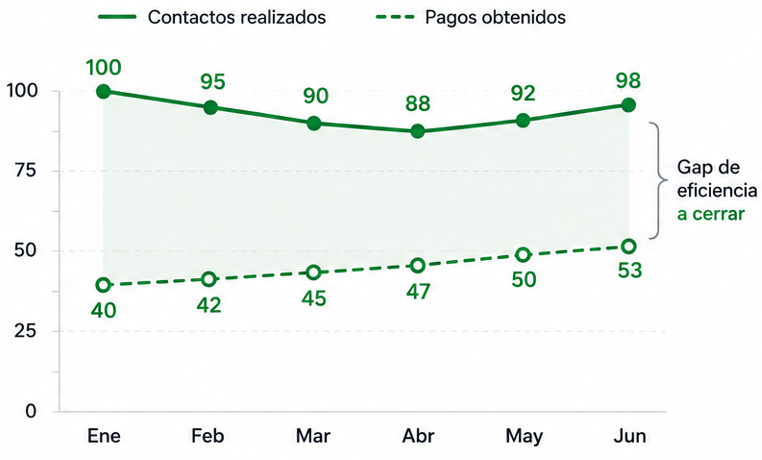 Contactos realizados Pagos obtenidos
100 95 90 88 92 98
100
75
50
25
0
Gap de
eficiencia
a cerrar
40 42 45 47 50 53
Ene Feb Mar Abr May Jun